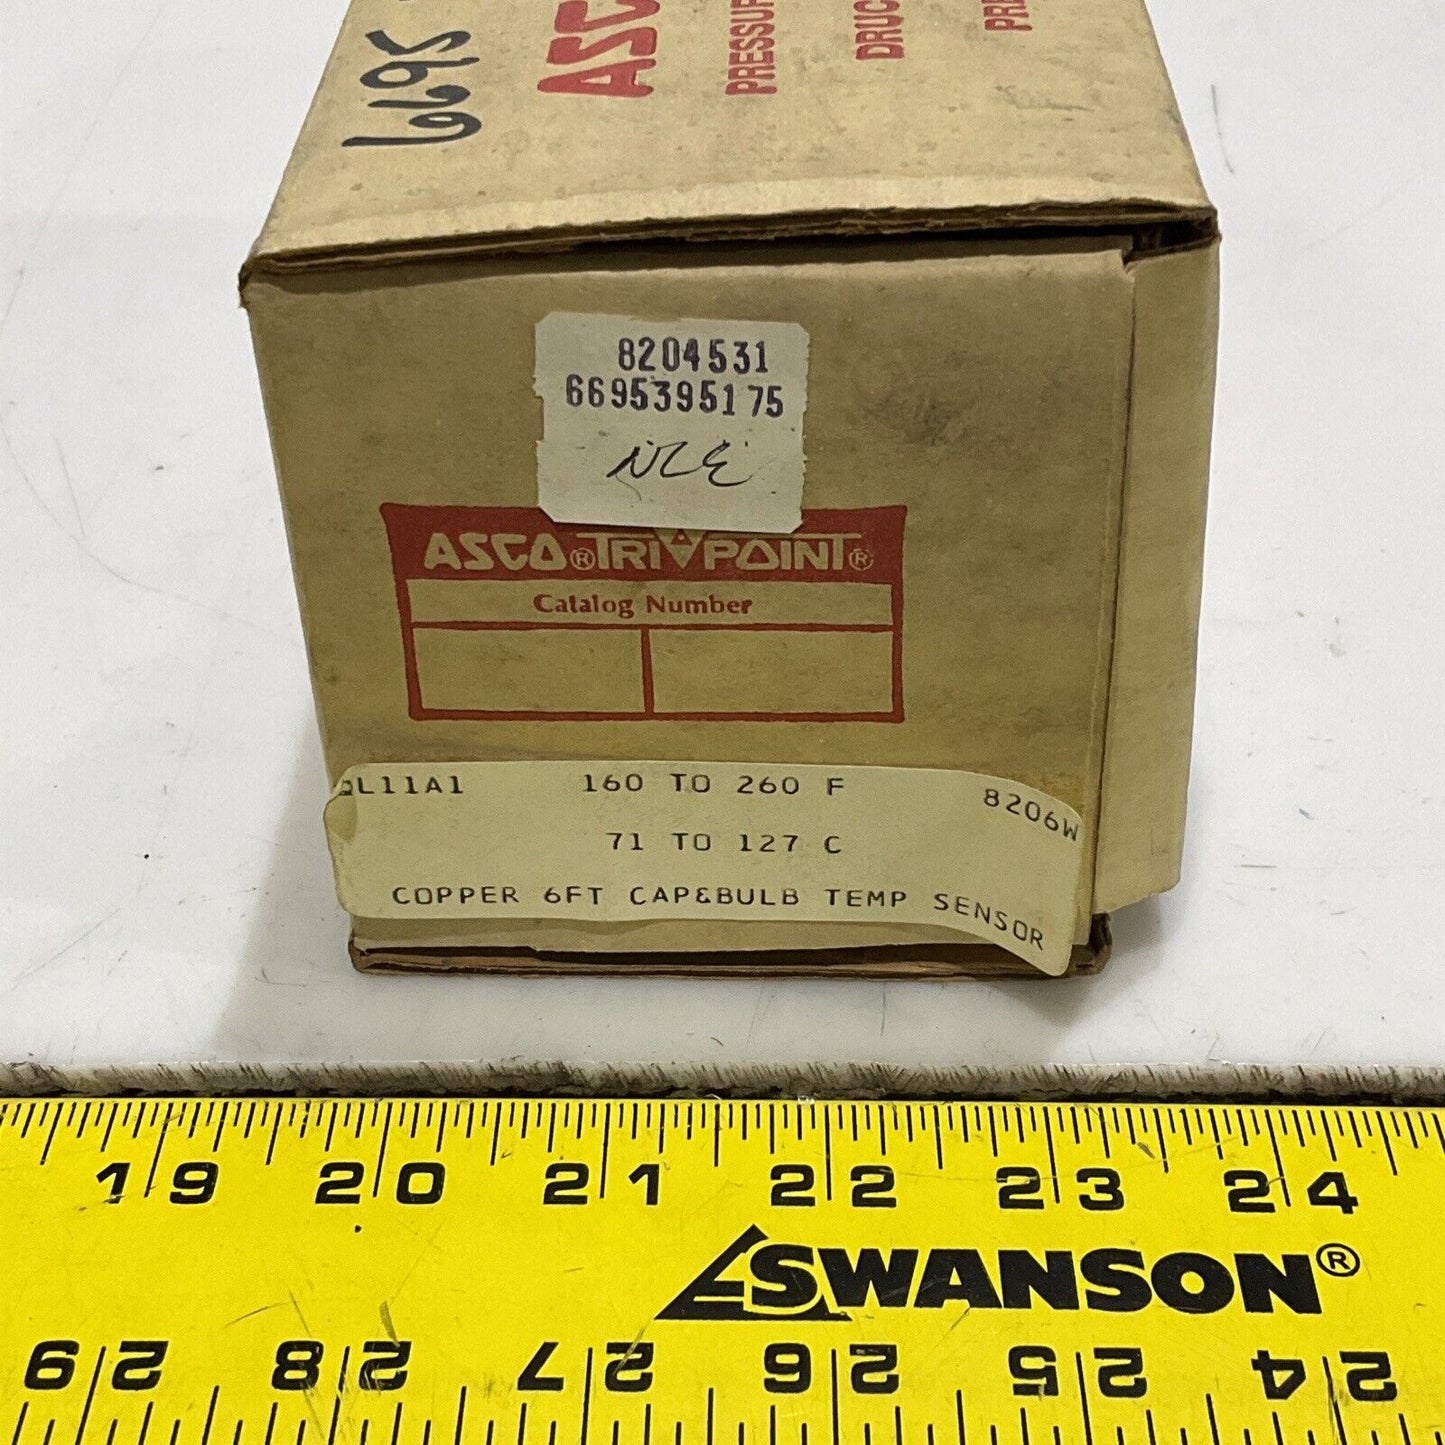 6695
ASC
PRESSUR
DRUC
PRE
8204531
6695395175
ASCO® TRI POINT®
Catalog Number
QL11A1 160 TO 260 F 8206W
71 TO 127 C
COPPER 6FT CAP&BULB TEMP SENSOR
19 20 21 22 23 24
SWANSON®
29 28 27 26 25 24